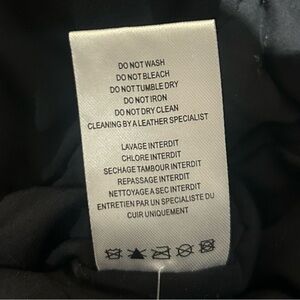 DO NOT WASH
DO NOT BLEACH
DO NOT TUMBLE DRY
DO NOT IRON
DO NOT DRY CLEAN
CLEANING BY A LEATHER SPECIALIST
LAVAGE INTERDIT
CHLORE INTERDIT
SECHAGE TAMBOUR INTERDIT
REPASSAGE INTERDIT
NETTOYAGE A SEC INTERDIT
ENTRETIEN PAR UN SPECIALISTE DU
CUIR UNIQUEMENT